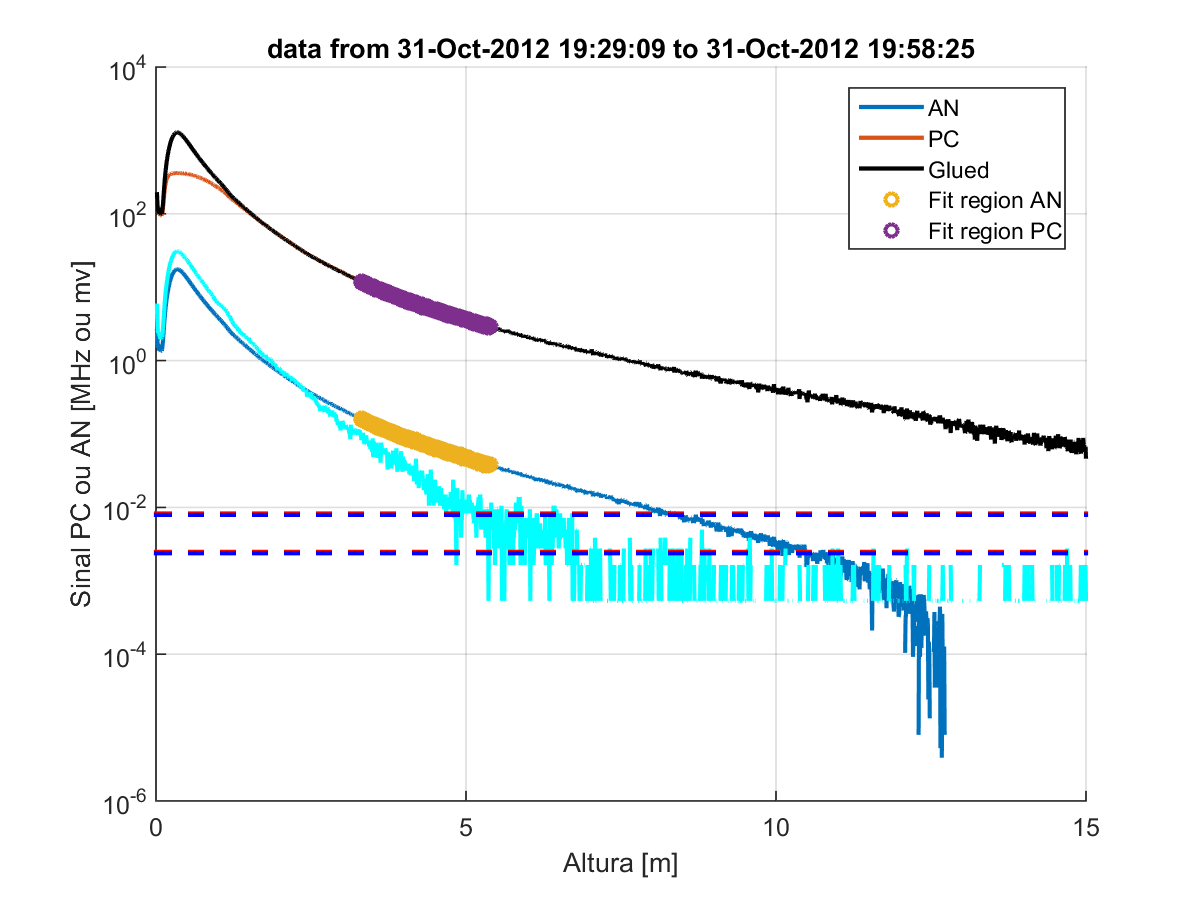 data from 31-Oct-2012 19:29:09 to 31-Oct-2012 19:58:25
10^4
10^2
10^0
10^-2
10^-4
10^-6
Sinal PC ou AN [MHz ou mv]
AN
PC
Glued
Fit region AN
Fit region PC
0
5
10
15
Altura [m]